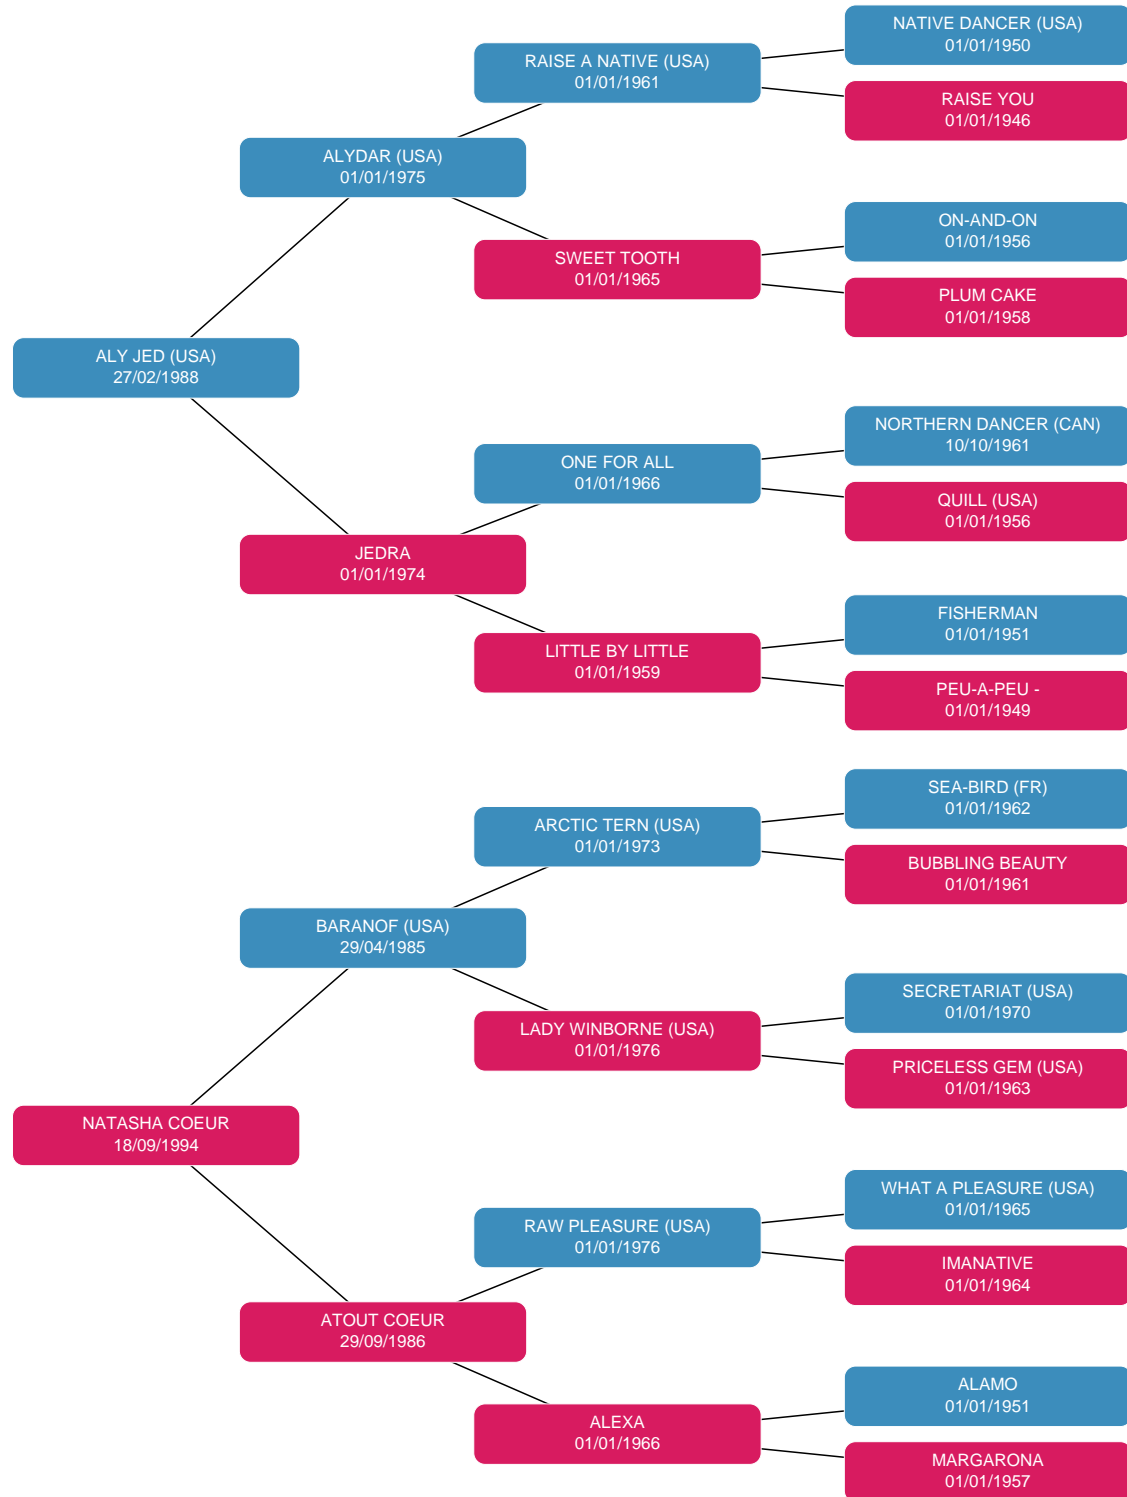 NATIVE DANCER (USA)
01/01/1950
RAISE A NATIVE (USA)
01/01/1961
RAISE YOU
01/01/1946
ALYDAR (USA)
01/01/1975
ON-AND-ON
01/01/1956
SWEET TOOTH
01/01/1965
PLUM CAKE
01/01/1958
ALY JED (USA)
27/02/1988
NORTHERN DANCER (CAN)
10/10/1961
ONE FOR ALL
01/01/1966
QUILL (USA)
01/01/1956
JEDRA
01/01/1974
FISHERMAN
01/01/1951
LITTLE BY LITTLE
01/01/1959
PEU-A-PEU -
01/01/1949
SEA-BIRD (FR)
01/01/1962
ARCTIC TERN (USA)
01/01/1973
BUBBLING BEAUTY
01/01/1961
BARANOF (USA)
29/04/1985
SECRETARIAT (USA)
01/01/1970
LADY WINBORNE (USA)
01/01/1976
PRICELESS GEM (USA)
01/01/1963
NATASHA COEUR
18/09/1994
WHAT A PLEASURE (USA)
01/01/1965
RAW PLEASURE (USA)
01/01/1976
IMANATIVE
01/01/1964
ATOUT COEUR
29/09/1986
ALAMO
01/01/1951
ALEXA
01/01/1966
MARGARONA
01/01/1957